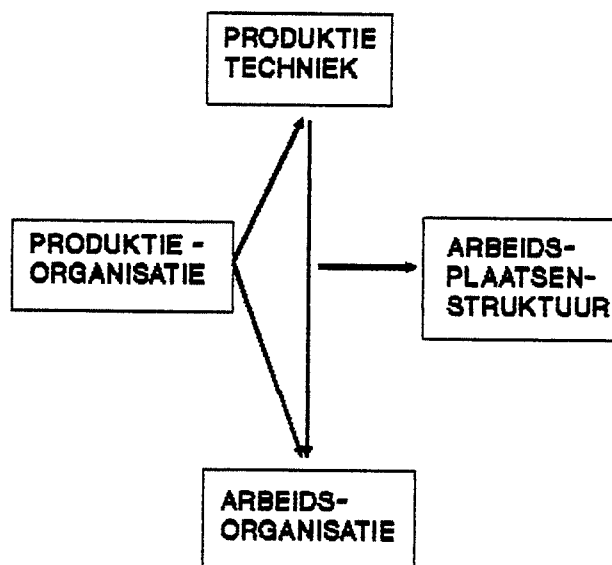 PRODUKTIE
TECHNIEK
PRODUKTIE -
ORGANISATIE
ARBEIDS-
PLAATSEN-
STRUKTUUR
ARBEIDS-
ORGANISATIE